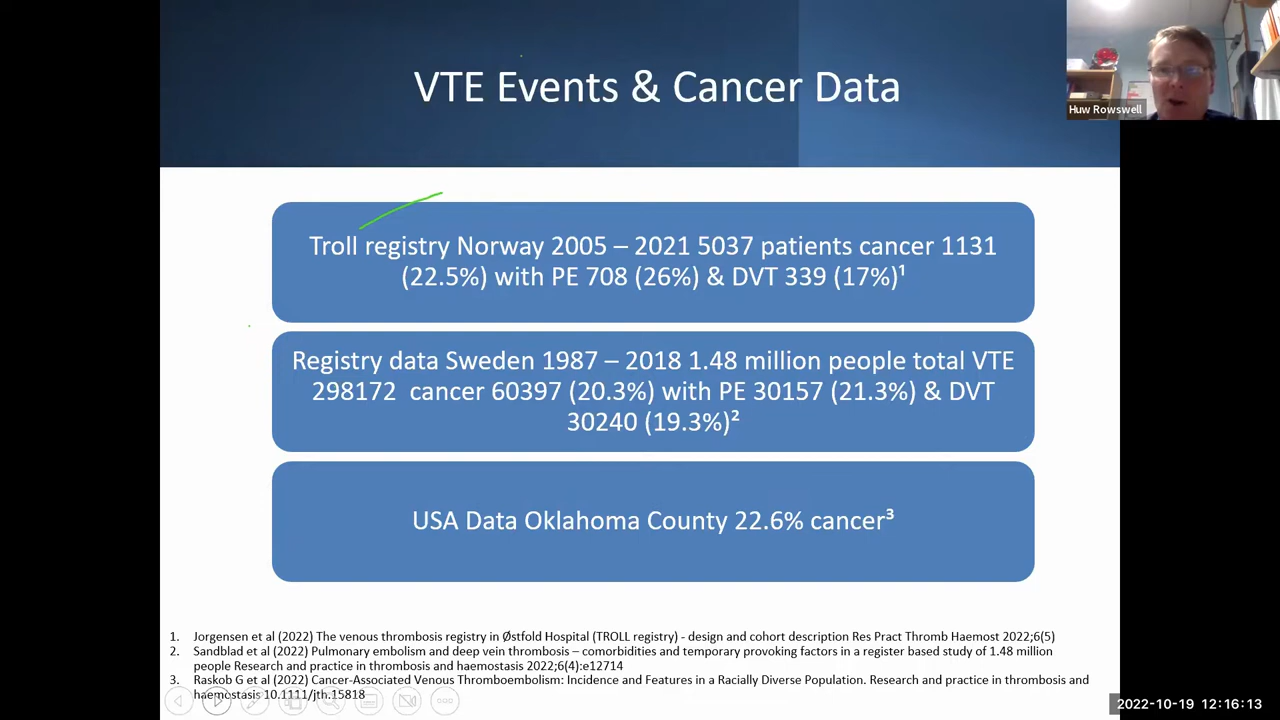 VTE Events & Cancer Data
Huw Rowswell
Troll registry Norway 2005 – 2021 5037 patients cancer 1131
(22.5%) with PE 708 (26%) & DVT 339 (17%)¹
Registry data Sweden 1987 – 2018 1.48 million people total VTE
298172 cancer 60397 (20.3%) with PE 30157 (21.3%) & DVT
30240 (19.3%)²
USA Data Oklahoma County 22.6% cancer³
1. Jorgensen et al (2022) The venous thrombosis registry in Østfold Hospital (TROLL registry) - design and cohort description Res Pract Thromb Haemost 2022;6(5)
2. Sandblad et al (2022) Pulmonary embolism and deep vein thrombosis – comorbidities and temporary provoking factors in a register based study of 1.48 million
people Research and practice in thrombosis and haemostasis 2022;6(4):e12714
3. Raskob G et al (2022) Cancer-Associated Venous Thromboembolism: Incidence and Features in a Racially Diverse Population. Research and practice in thrombosis and
haemostasis 10.1111/jth.15818
2022-10-19 12:16:13